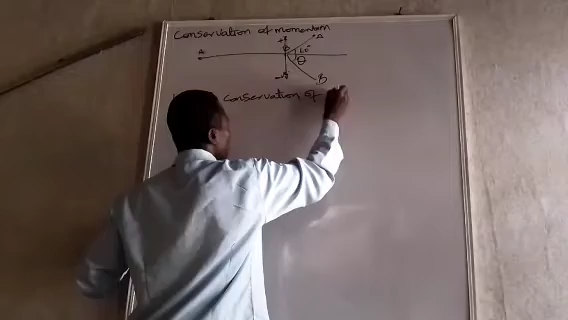 Conservation of momentum
A
A
B
θ
B
conservation of